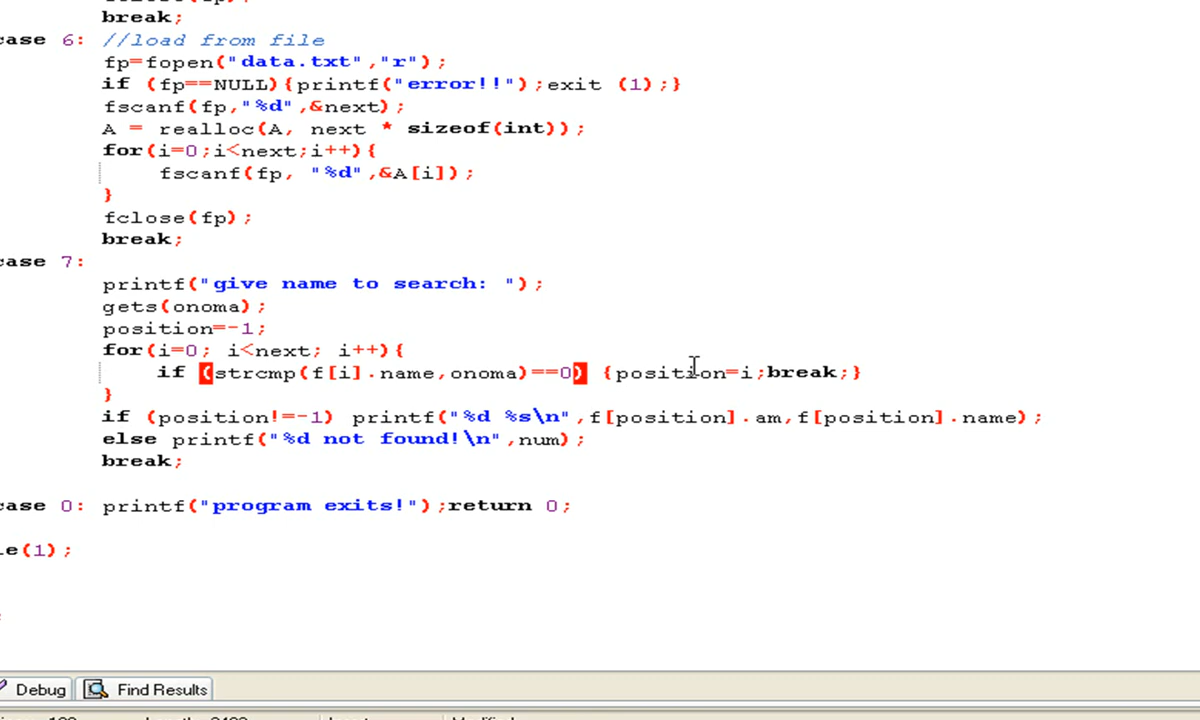 break;
case 6: //load from file
fp=fopen("data.txt","r");
if (fp==NULL){printf("error!!");exit (1);}
fscanf(fp,"%d",&next);
A = realloc(A, next * sizeof(int));
for(i=0;i<next;i++){
fscanf(fp, "%d",&A[i]);
}
fclose(fp);
break;
case 7:
printf("give name to search: ");
gets(onoma);
position=-1;
for(i=0; i<next; i++){
if (strcmp(f[i].name,onoma)==0) {position=i;break;}
}
if (position!=-1) printf("%d %s\n",f[position].am,f[position].name);
else printf("%d not found!\n",num);
break;
case 0: printf("program exits!");return 0;
le(1);
Debug Find Results